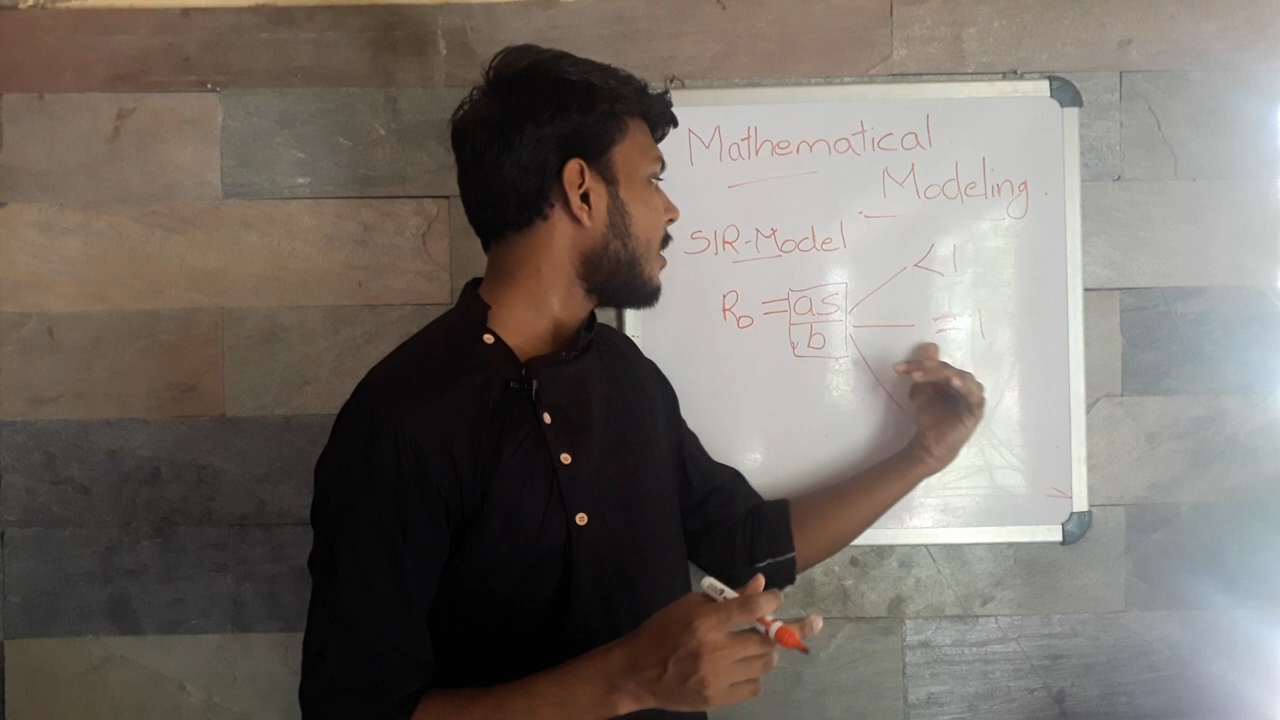 Mathematical
Modeling.
SIR-Model
<1
R₀ = as =1
b